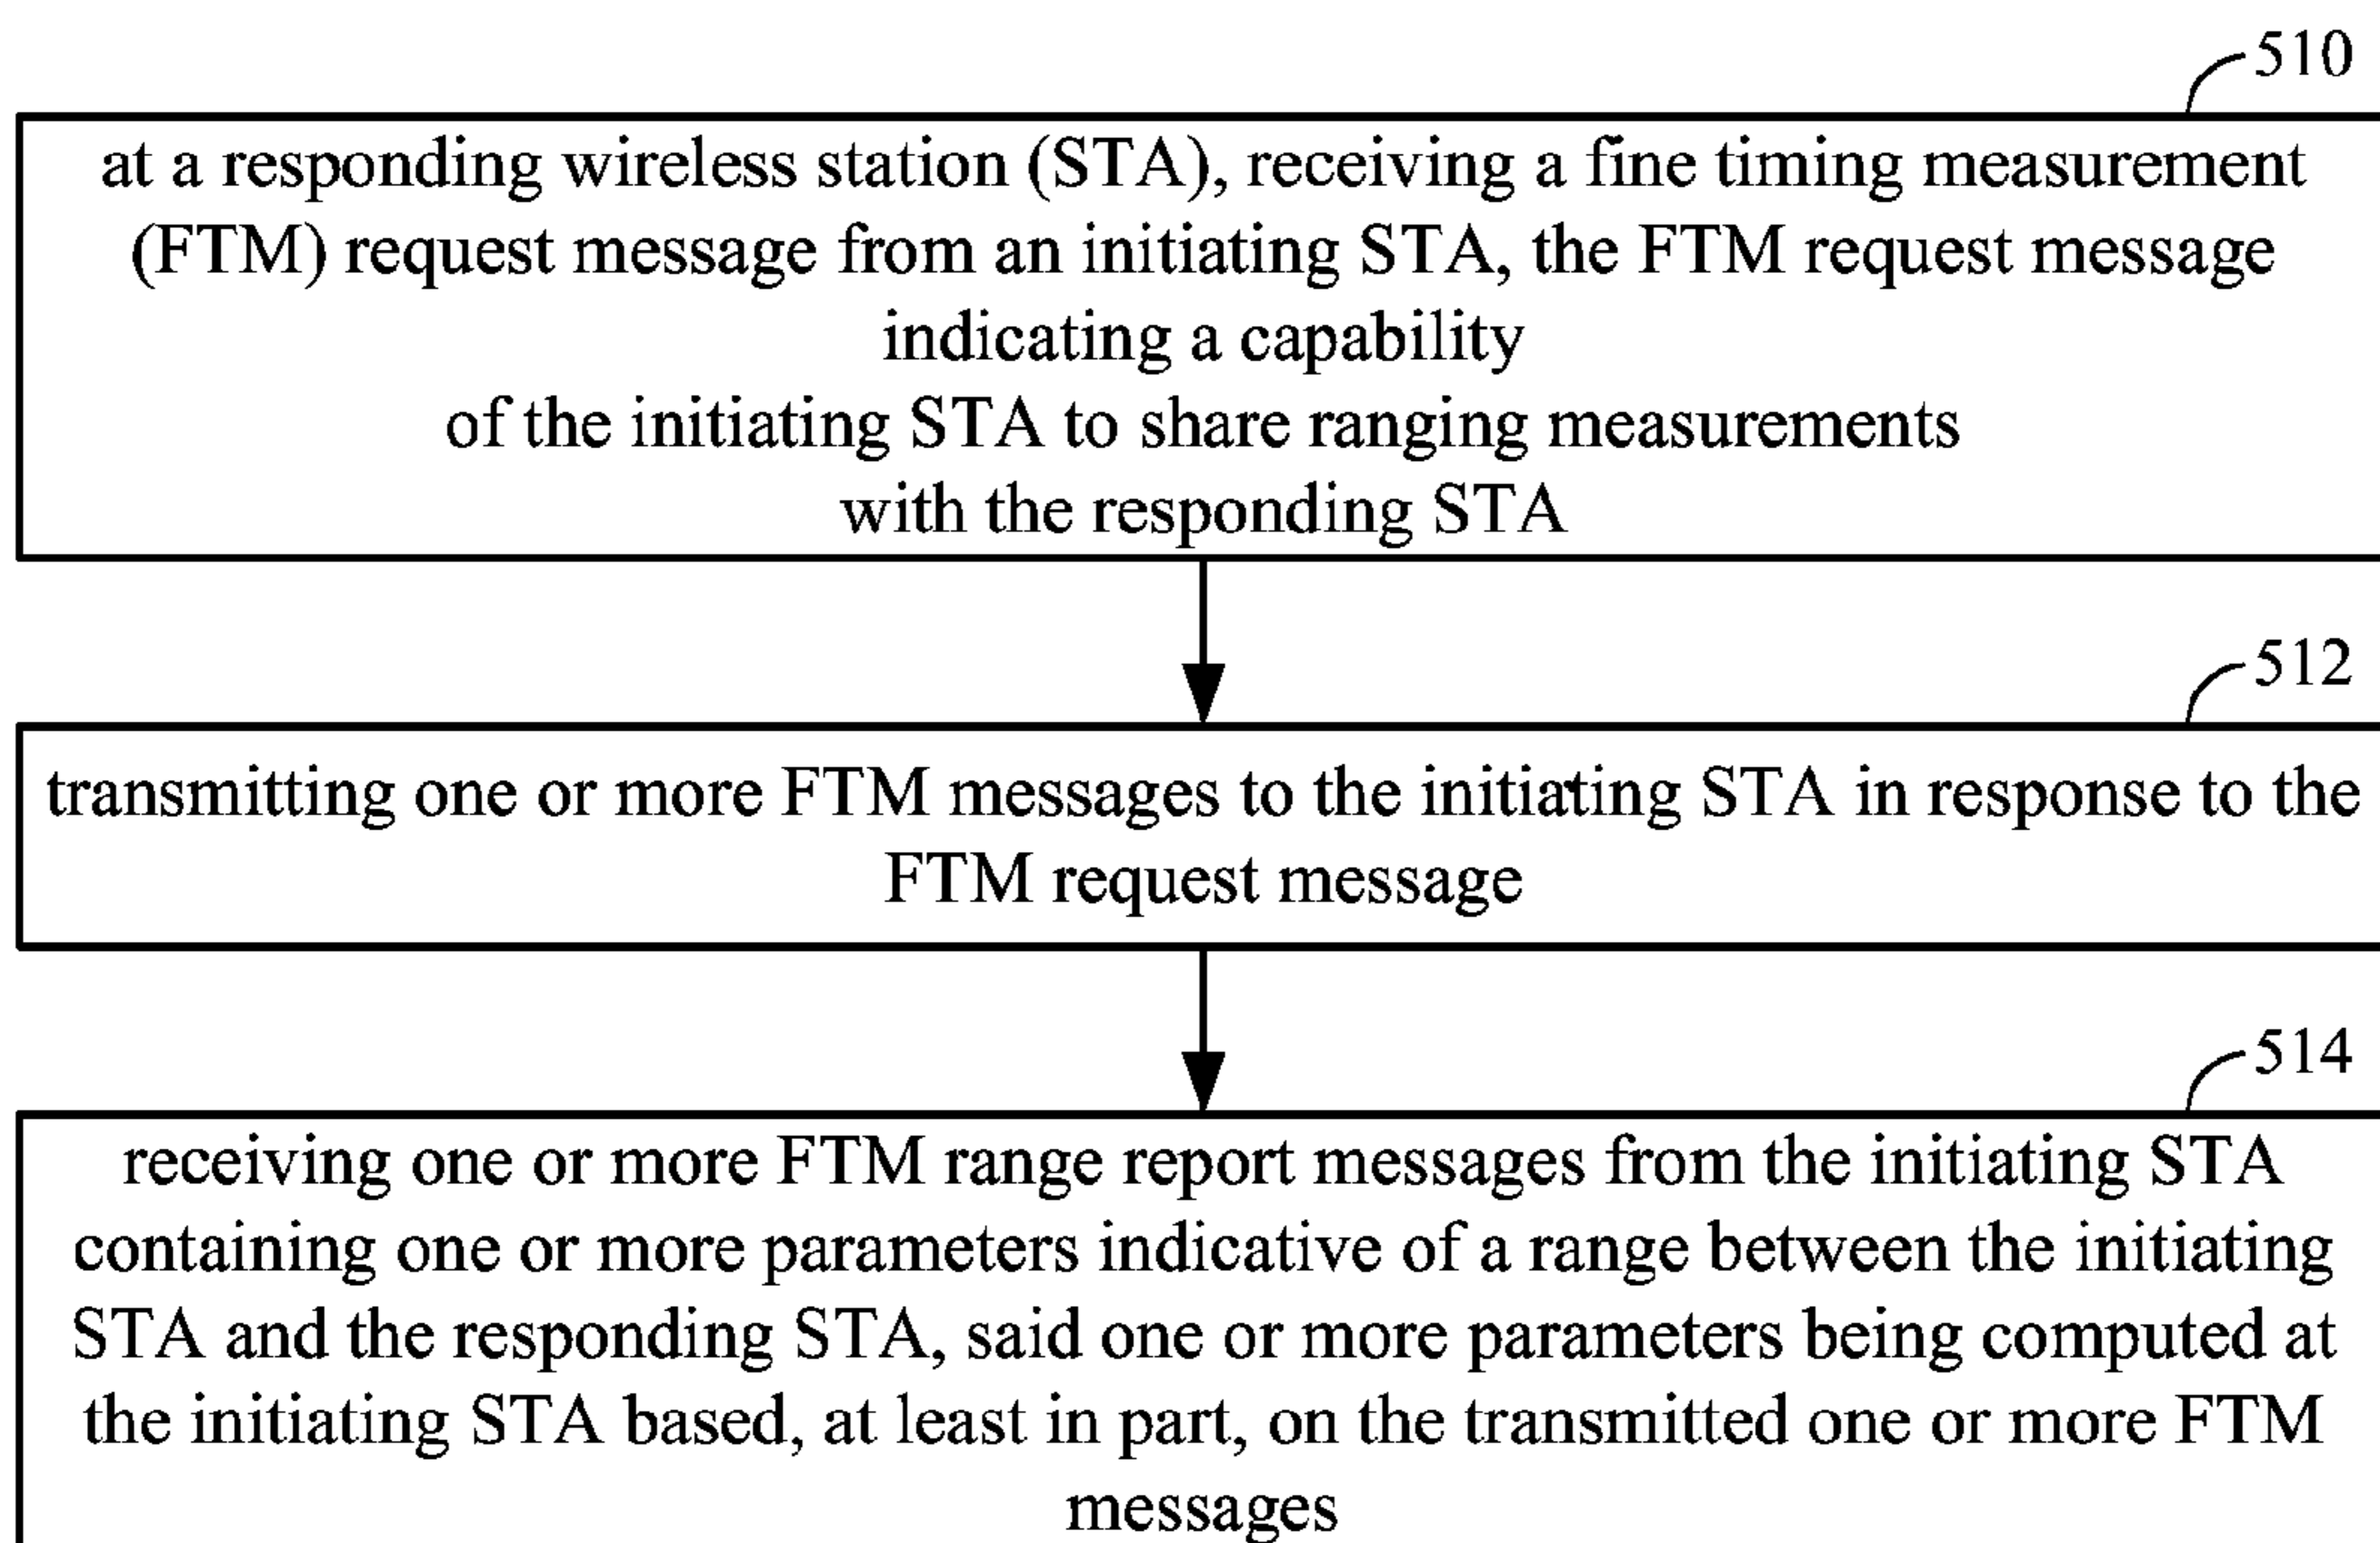 510
at a responding wireless station (STA), receiving a fine timing measurement
(FTM) request message from an initiating STA, the FTM request message
indicating a capability
of the initiating STA to share ranging measurements
with the responding STA
512
transmitting one or more FTM messages to the initiating STA in response to the
FTM request message
514
receiving one or more FTM range report messages from the initiating STA
containing one or more parameters indicative of a range between the initiating
STA and the responding STA, said one or more parameters being computed at
the initiating STA based, at least in part, on the transmitted one or more FTM
messages